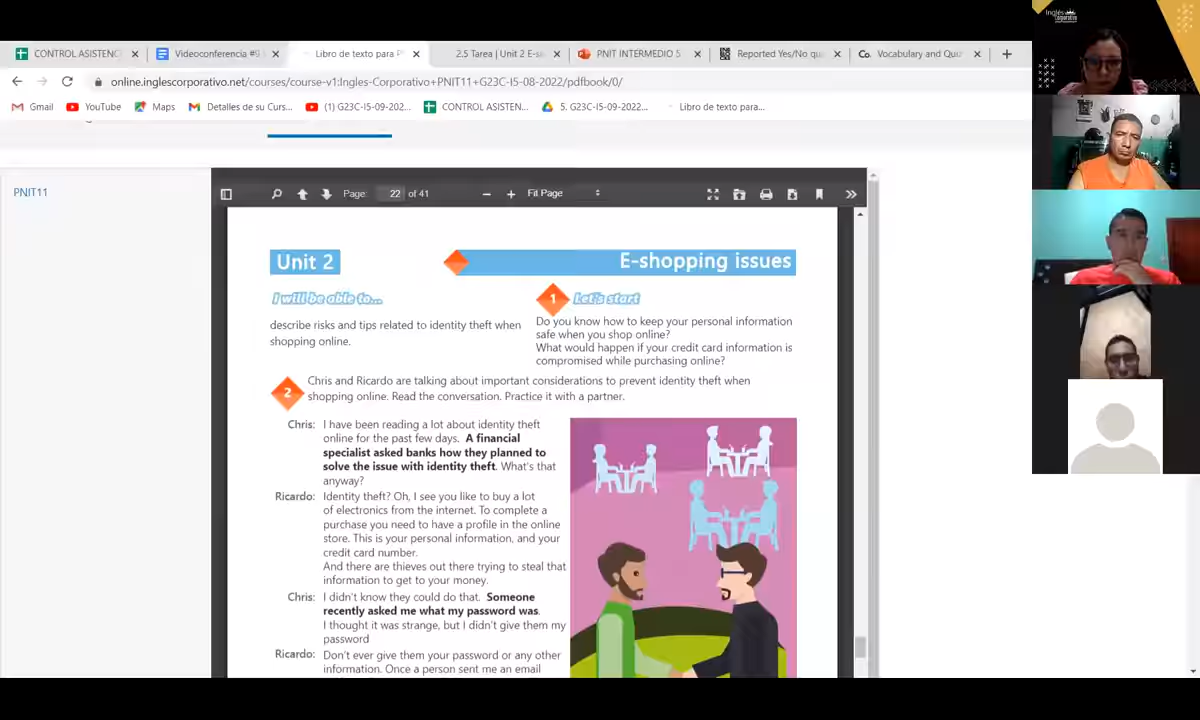 CONTROL ASISTENC
Videoconferencia #9
Libro de texto para P
2.5 Tarea | Unit 2 E-s
PNIT INTERMEDIO 5
Reported Yes/No qu
Co. Vocabulary and Qui
online.inglescorporativo.net/courses/course-v1:Ingles-Corporativo+PNIT11+G23C-I5-08-2022/pdfbook/0/
Gmail
YouTube
Maps
Detalles de su Curs...
(1) G23C-I5-09-202...
CONTROL ASISTEN...
5. G23C-I5-09-2022...
Libro de texto para...
Inglés
Corporativo
PNIT11
Page: 22 of 41
Fit Page
Unit 2
E-shopping issues
I will be able to...
describe risks and tips related to identity theft when
shopping online.
1 Let's start
Do you know how to keep your personal information
safe when you shop online?
What would happen if your credit card information is
compromised while purchasing online?
2 Chris and Ricardo are talking about important considerations to prevent identity theft when
shopping online. Read the conversation. Practice it with a partner.
Chris: I have been reading a lot about identity theft
online for the past few days. A financial
specialist asked banks how they planned to
solve the issue with identity theft. What's that
anyway?
Ricardo: Identity theft? Oh, I see you like to buy a lot
of electronics from the internet. To complete a
purchase you need to have a profile in the online
store. This is your personal information, and your
credit card number.
And there are thieves out there trying to steal that
information to get to your money.
Chris: I didn't know they could do that. Someone
recently asked me what my password was.
I thought it was strange, but I didn't give them my
password
Ricardo: Don't ever give them your password or any other
information. Once a person sent me an email